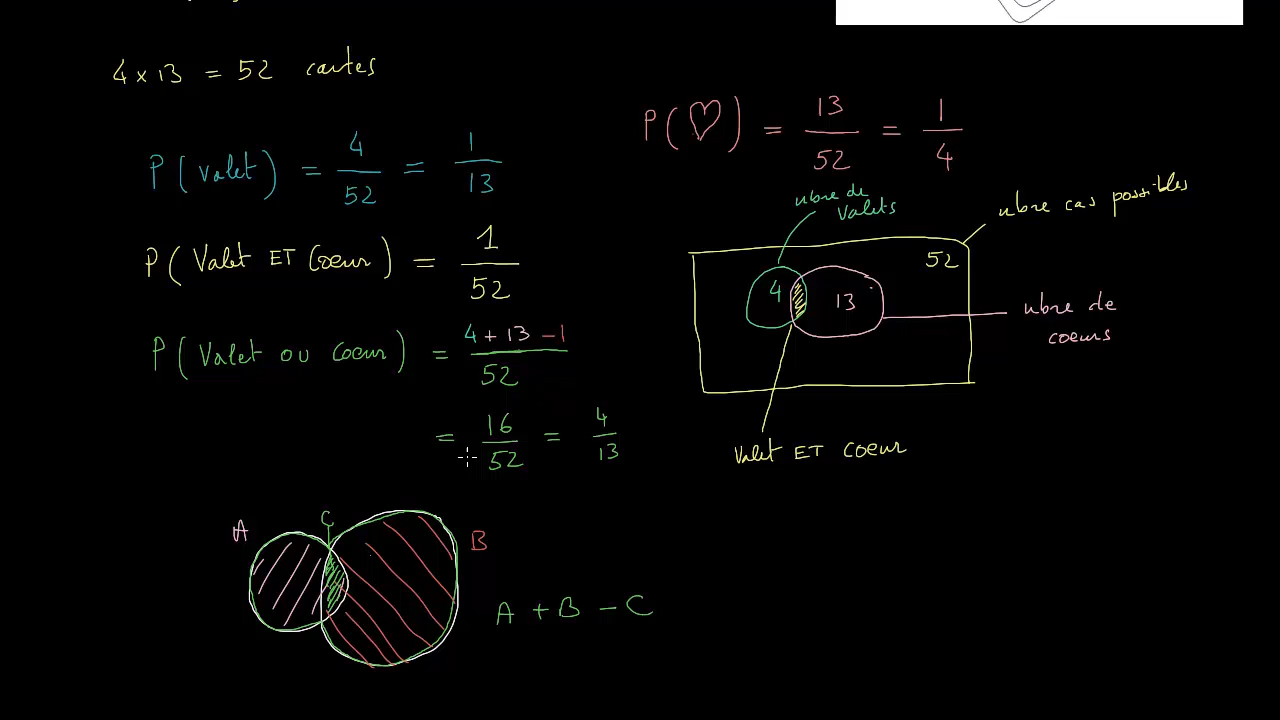 4 x 13 = 52 cartes
P(♡) = 13/52 = 1/4
P(Valet) = 4/52 = 1/13
nbre de
Valets
nbre cas possibles
P(Valet ET Coeur) = 1/52
52
4
13
nbre de
coeurs
P(Valet OU Coeur) = 4 + 13 - 1/52
= 16/52 = 4/13
Valet ET Coeur
A
C
B
A + B - C